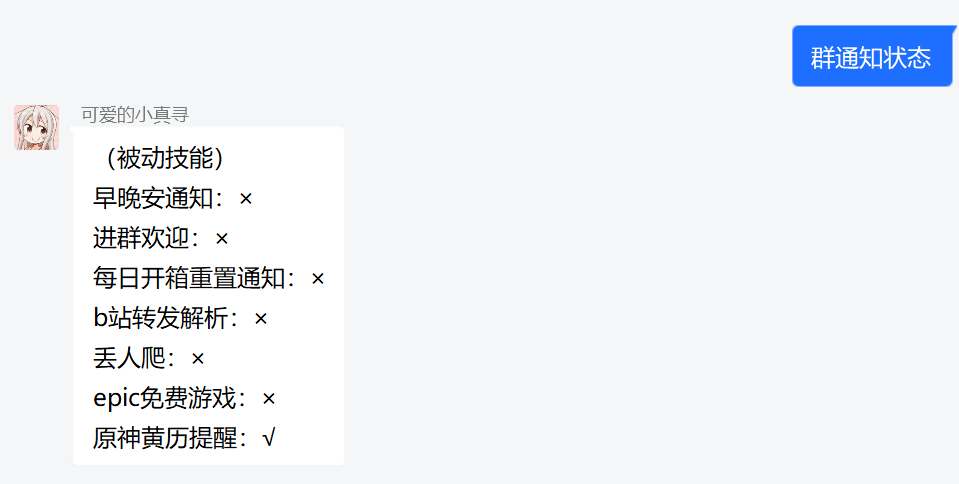 群通知状态
可爱的小真寻
（被动技能）
早晚安通知：×
进群欢迎：×
每日开箱重置通知：×
b站转发解析：×
丢人爬：×
epic免费游戏：×
原神黄历提醒：√